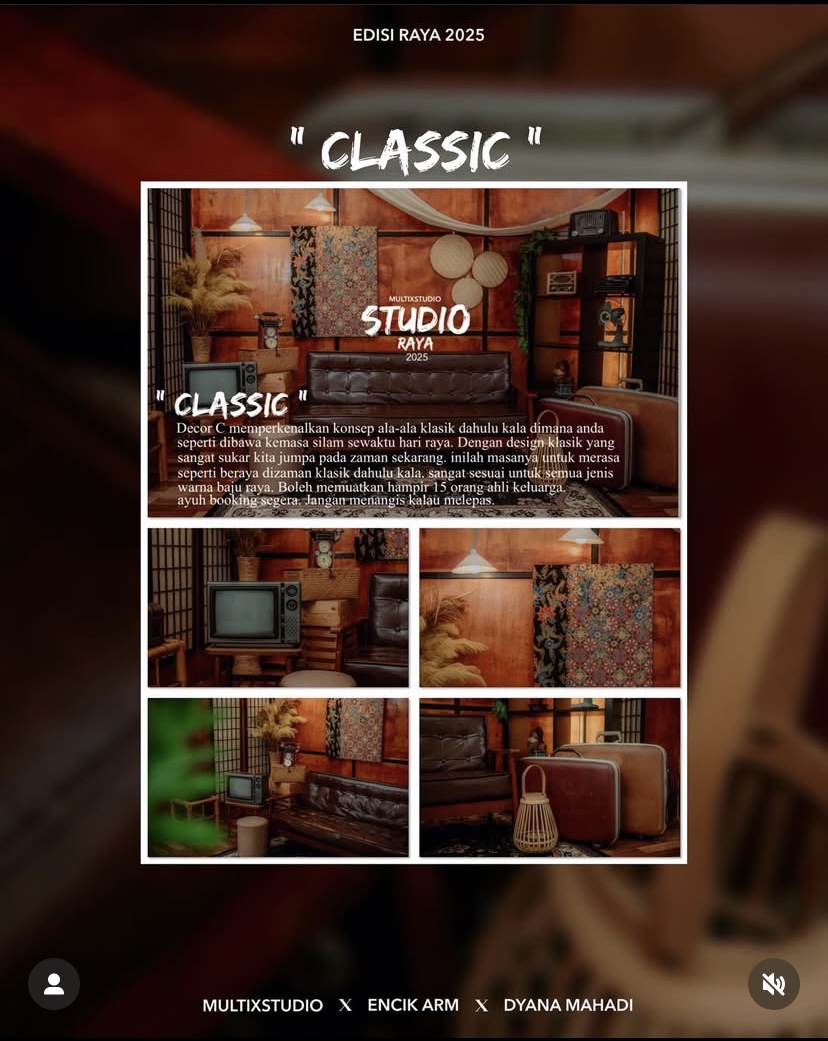 EDISI RAYA 2025
" CLASSIC "
MULTIXSTUDIO
STUDIO
RAYA
2025
" CLASSIC "
Decor C memperkenalkan konsep ala-ala klasik dahulu kala dimana anda
seperti dibawa kemasa silam sewaktu hari raya. Dengan design klasik yang
sangat sukar kita jumpa pada zaman sekarang. inilah masanya untuk merasa
seperti beraya dizaman klasik dahulu kala. sangat sesuai untuk semua jenis
warna baju raya. Boleh memuatkan hampir 15 orang ahli keluarga.
ayuh booking segera. Jangan menangis kalau melepas.
MULTIXSTUDIO X ENCIK ARM X DYANA MAHADI